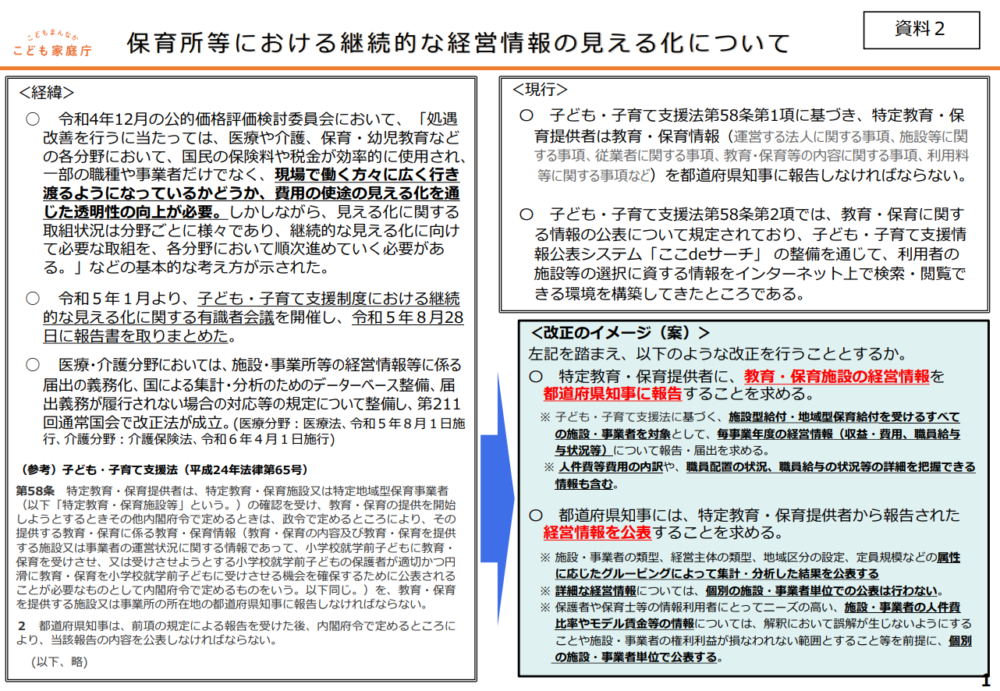 こどもまんなか
こども家庭庁
保育所等における継続的な経営情報の見える化について
資料２
＜経緯＞
○　令和4年12月の公的価格評価検討委員会において、「処遇
改善を行うに当たっては、医療や介護、保育・幼児教育など
の各分野において、国民の保険料や税金が効率的に使用され、
一部の職種や事業者だけでなく、現場で働く方々に広く行き
渡るようになっているかどうか、費用の使途の見える化を通
じた透明性の向上が必要。しかしながら、見える化に関する
取組状況は分野ごとに様々であり、継続的な見える化に向け
て必要な取組を、各分野において順次進めていく必要があ
る。」などの基本的な考え方が示された。
○　令和５年１月より、子ども・子育て支援制度における継続
的な見える化に関する有識者会議を開催し、令和５年８月28
日に報告書を取りまとめた。
○　医療・介護分野においては、施設・事業所等の経営情報等に係る
届出の義務化、国による集計・分析のためのデーターベース整備、届
出義務が履行されない場合の対応等の規定について整備し、第211
回通常国会で改正法が成立。(医療分野：医療法、令和５年８月１日施
行、介護分野：介護保険法、令和６年４月１日施行)
（参考）子ども・子育て支援法（平成24年法律第65号）
第58条　特定教育・保育提供者は、特定教育・保育施設又は特定地域型保育事業者
（以下「特定教育・保育施設等」という。）の確認を受け、教育・保育の提供を開始
しようとするときその他内閣府令で定めるときは、政令で定めるところにより、その
提供する教育・保育に係る教育・保育情報（教育・保育の内容及び教育・保育を提供
する施設又は事業者の運営状況に関する情報であって、小学校就学前子どもに教育・
保育を受けさせ、又は受けさせようとする小学校就学前子どもの保護者が適切かつ円
滑に教育・保育を小学校就学前子どもに受けさせる機会を確保するために公表される
ことが必要なものとして内閣府令で定めるものをいう。以下同じ。）を、教育・保育
を提供する施設又は事業所の所在地の都道府県知事に報告しなければならない。
２　都道府県知事は、前項の規定による報告を受けた後、内閣府令で定めるところに
より、当該報告の内容を公表しなければならない。
(以下、略)
＜現行＞
○　子ども・子育て支援法第58条第1項に基づき、特定教育・保
育提供者は教育・保育情報（運営する法人に関する事項、施設等に関
する事項、従業者に関する事項、教育・保育等の内容に関する事項、利用料
等に関する事項など）を都道府県知事に報告しなければならない。
○　子ども・子育て支援法第58条第2項では、教育・保育に関す
る情報の公表について規定されており、子ども・子育て支援情
報公表システム「ここdeサーチ」 の整備を通じて、利用者の
施設等の選択に資する情報をインターネット上で検索・閲覧で
きる環境を構築してきたところである。
＜改正のイメージ（案）＞
左記を踏まえ、以下のような改正を行うこととするか。
○　特定教育・保育提供者に、教育・保育施設の経営情報を
都道府県知事に報告することを求める。
※ 子ども・子育て支援法に基づく、施設型給付・地域型保育給付を受けるすべて
の施設・事業者を対象として、毎事業年度の経営情報（収益・費用、職員給与
与状況等）について報告・届出を求める。
※ 人件費等費用の内訳や、職員配置の状況、職員給与の状況等の詳細を把握できる
情報も含む。
○　都道府県知事には、特定教育・保育提供者から報告された
経営情報を公表することを求める。
※ 施設・事業者の類型、経営主体の類型、地域区分の設定、定員規模などの属性
に応じたグルーピングによって集計・分析した結果を公表する
※ 詳細な経営情報については、個別の施設・事業者単位での公表は行わない。
※ 保護者や保育士等の情報利用者にとってニーズの高い、施設・事業者の人件費
比率やモデル賃金等の情報については、解釈において誤解が生じないようにする
ことや施設・事業者の権利利益が損なわれない範囲とすること等を前提に、個別
の施設・事業者単位で公表する。
1